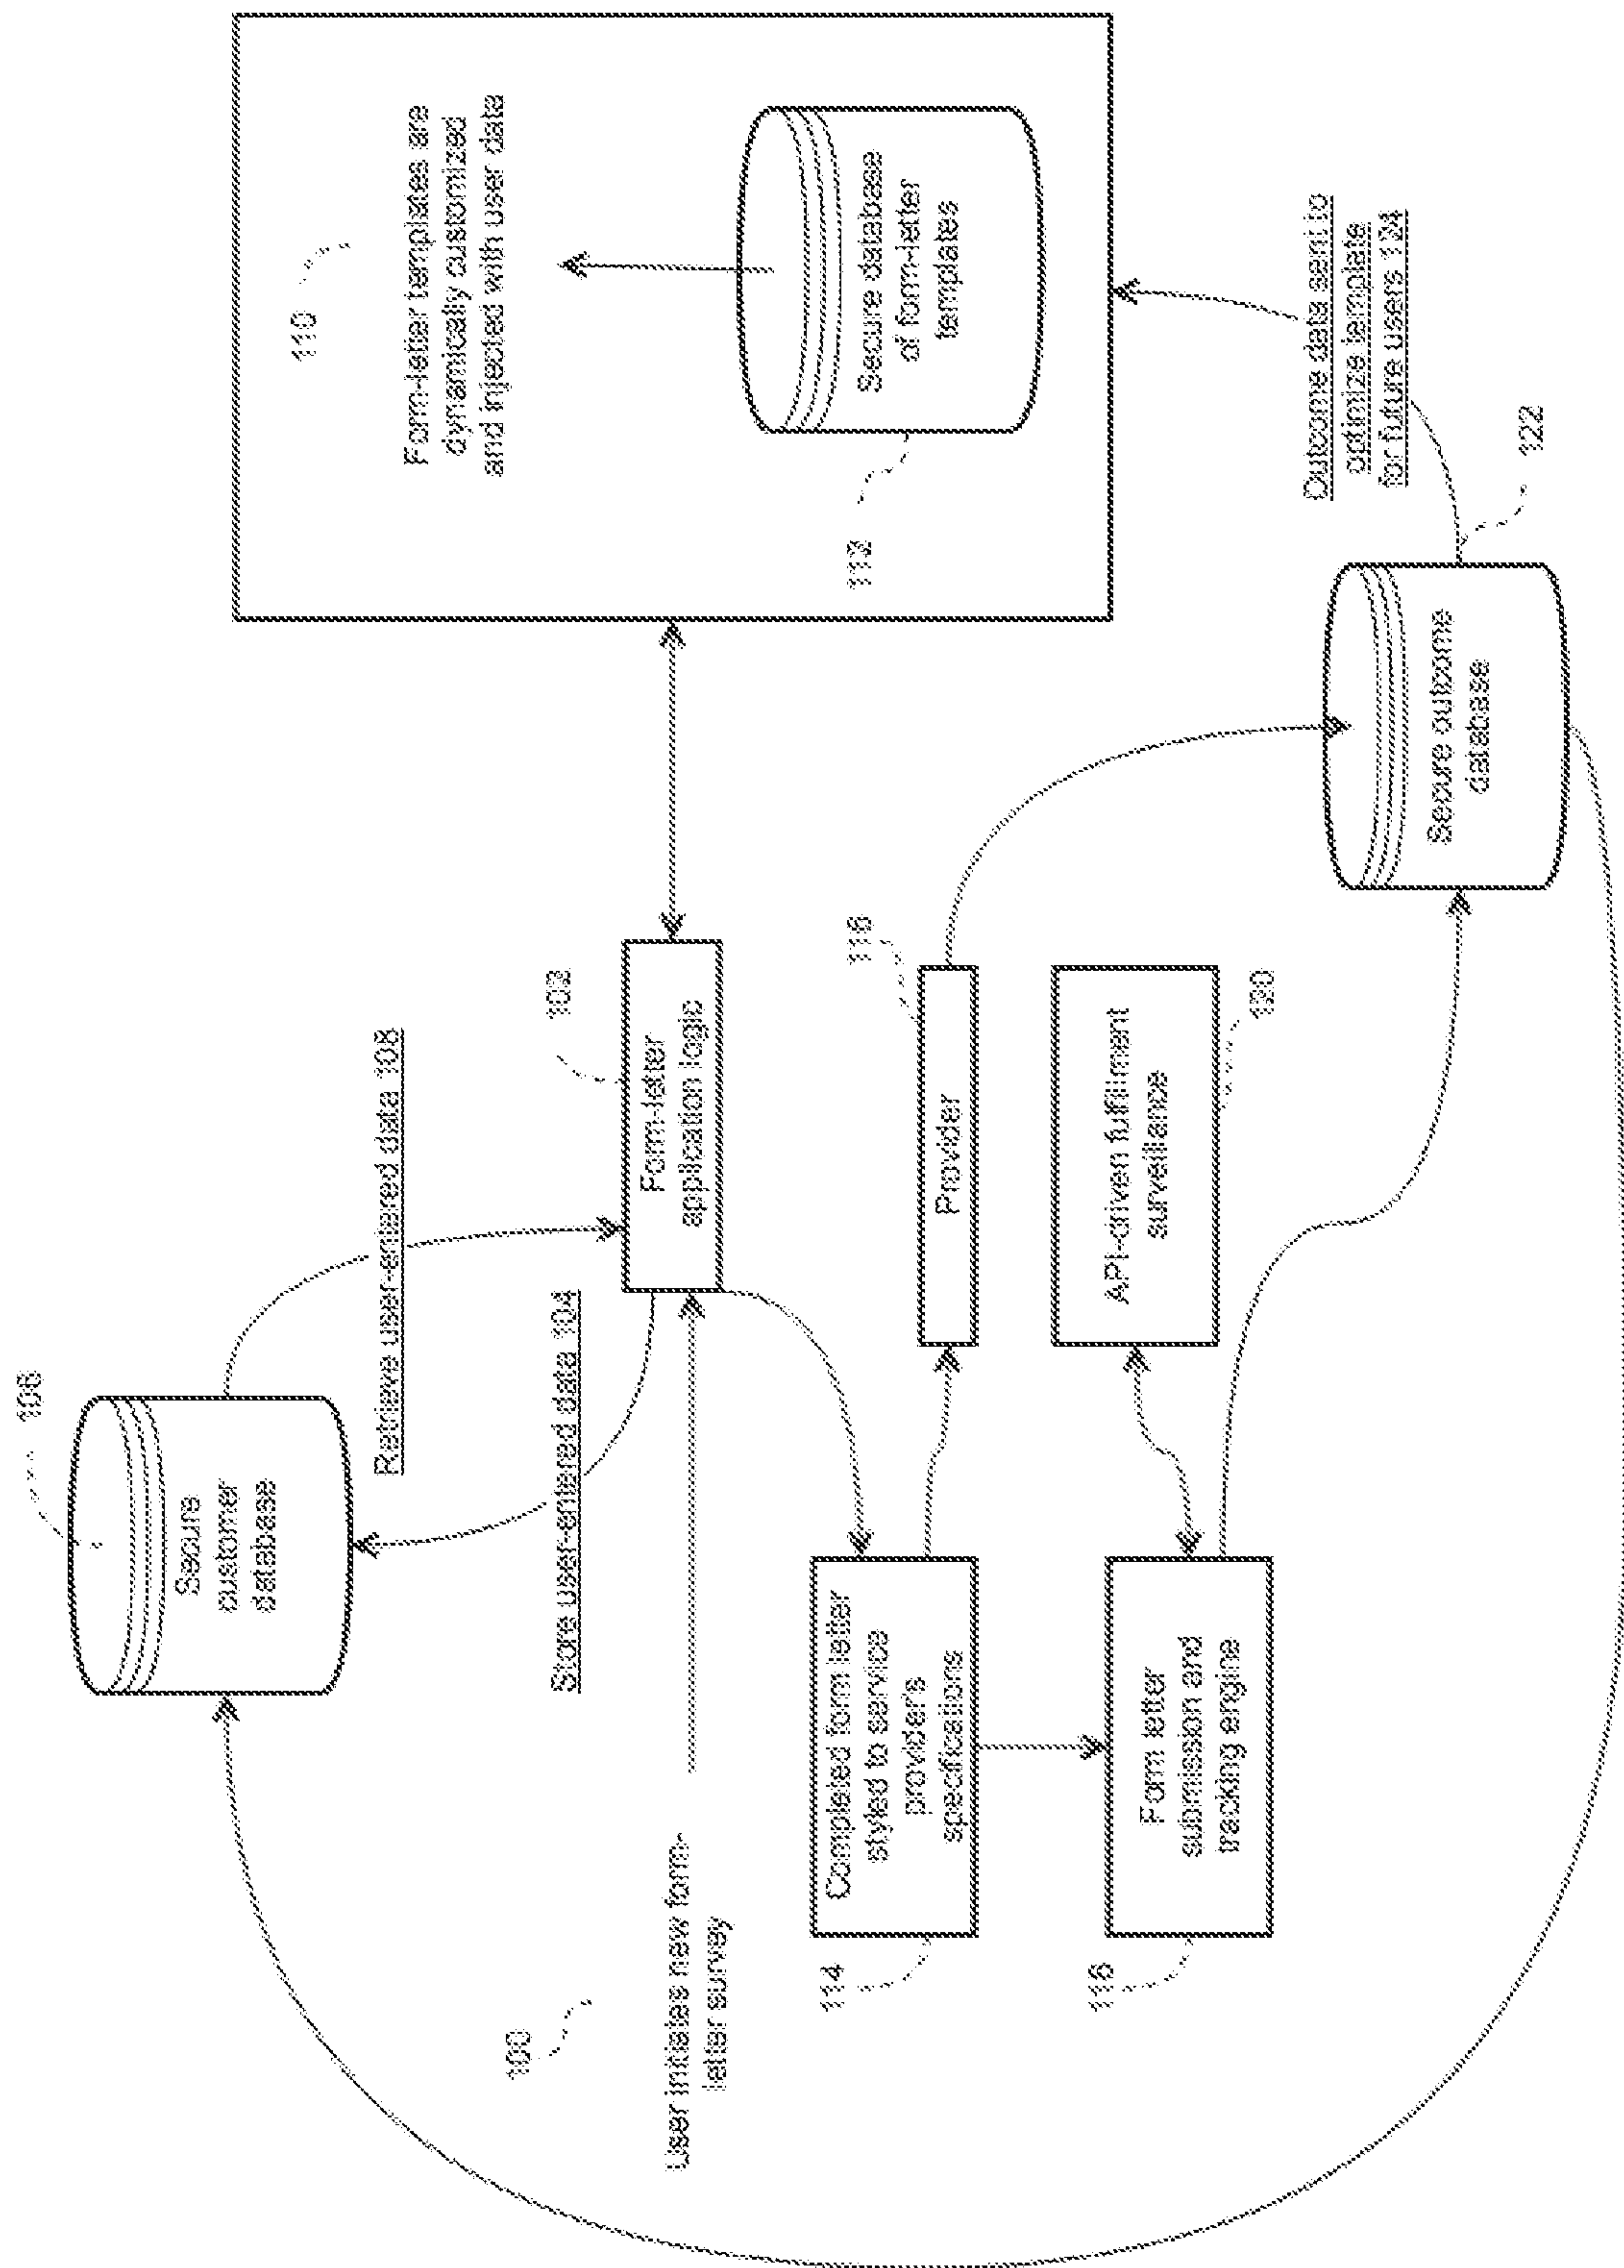 106
Secure
customer
database
Retrieve user-entered data 108
110
Form-letter templates are
dynamically customized
and injected with user data
100
User initiates new form-
letter survey
Store user-entered data 104
102
Form-letter
application logic
112
Secure database
of form-letter
templates
114
Completed form letter
styled to service
provider's
specifications
116
Provider
Form letter
submission and
tracking engine
API-driven fulfillment
surveillance
120
Outcome data sent to
optimize template
for future users 124
Secure outcome
database
122